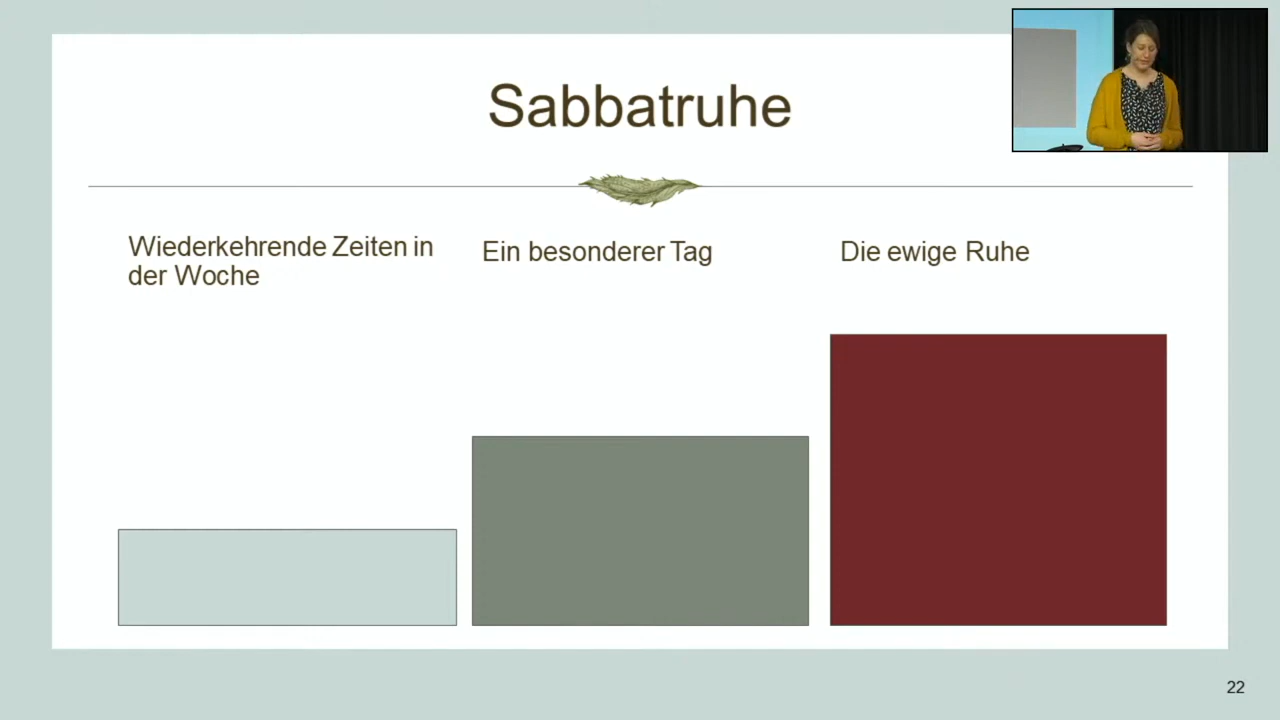 Sabbatruhe
Wiederkehrende Zeiten in
der Woche
Ein besonderer Tag
Die ewige Ruhe
22